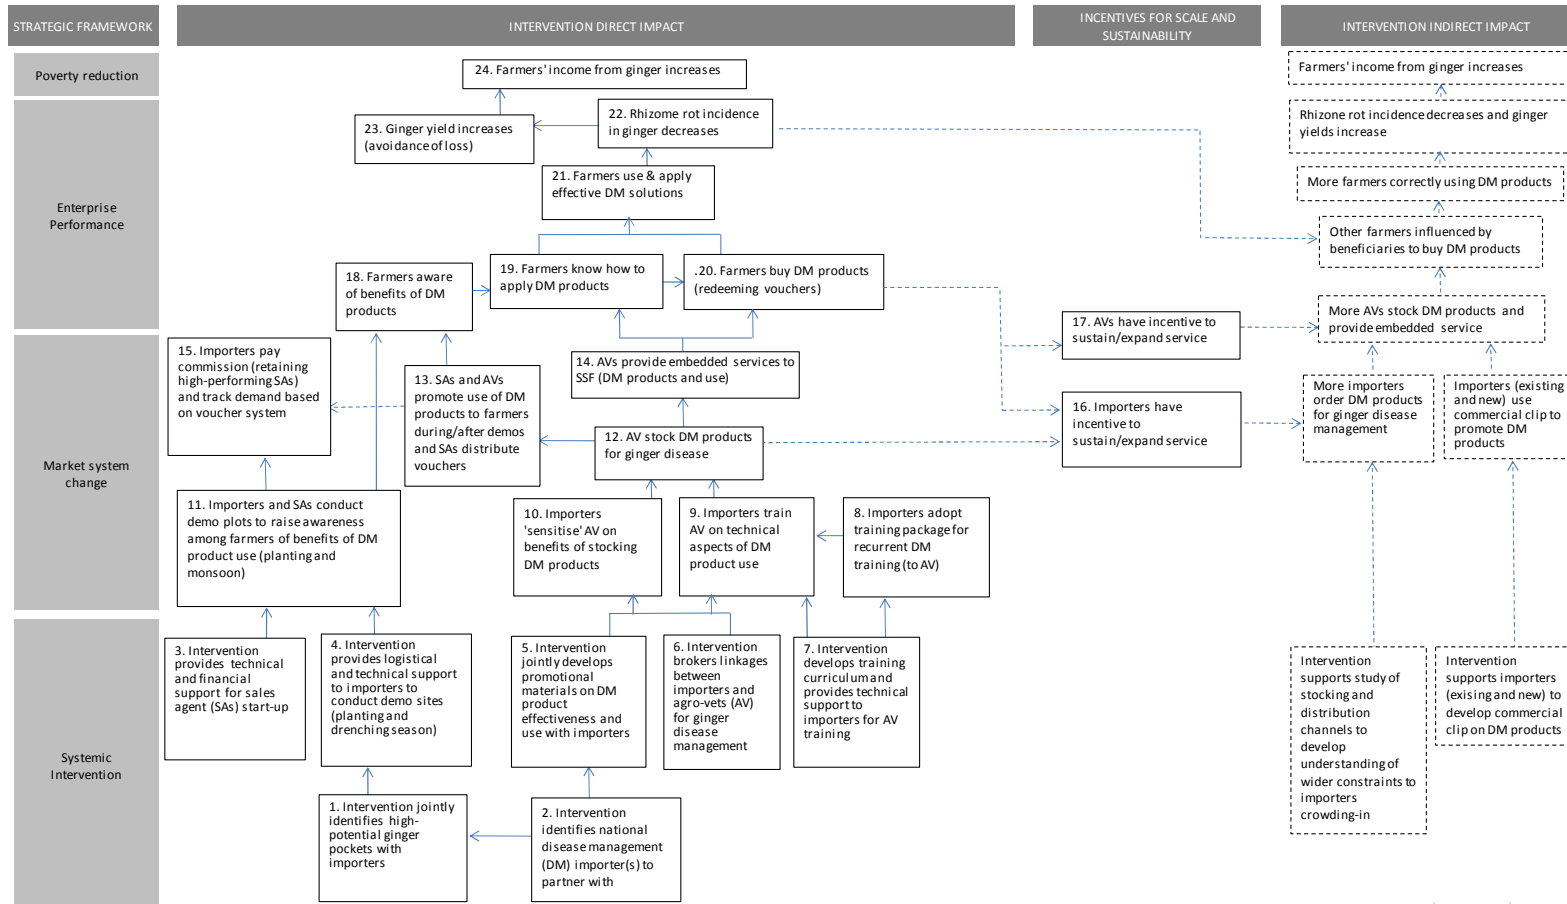 STRATEGIC FRAMEWORK
INTERVENTION DIRECT IMPACT
INCENTIVES FOR SCALE AND
SUSTAINABILITY
INTERVENTION INDIRECT IMPACT
Poverty reduction
24. Farmers' income from ginger increases
Farmers' income from ginger increases
Enterprise
Performance
23. Ginger yield increases
(avoidance of loss)
22. Rhizome rot incidence
in ginger decreases
Rhizone rot incidence decreases and ginger
yields increase
21. Farmers use & apply
effective DM solutions
More farmers correctly using DM products
Other farmers influenced by
beneficiaries to buy DM products
18. Farmers aware
of benefits of DM
products
19. Farmers know how to
apply DM products
.20. Farmers buy DM products
(redeeming vouchers)
17. AVs have incentive to
sustain/expand service
More AVs stock DM products and
provide embedded service
Market system
change
15. Importers pay
commission (retaining
high-performing SAs)
and track demand based
on voucher system
13. SAs and AVs
promote use of DM
products to farmers
during/after demos
and SAs distribute
vouchers
14. AVs provide embedded services to
SSF (DM products and use)
12. AV stock DM products
for ginger disease
16. Importers have
incentive to
sustain/expand service
More importers
order DM products
for ginger disease
management
Importers (existing
and new) use
commercial clip to
promote DM
products
11. Importers and SAs conduct
demo plots to raise awareness
among farmers of benefits of DM
product use (planting and
monsoon)
10. Importers
'sensitise' AV on
benefits of stocking
DM products
9. Importers train
AV on technical
aspects of DM
product use
8. Importers adopt
training package for
recurrent DM
training (to AV)
Systemic
Intervention
3. Intervention
provides technical
and financial
support for sales
agent (SAs) start-up
4. Intervention
provides logistical
and technical support
to importers to
conduct demo sites
(planting and
drenching season)
5. Intervention
jointly develops
promotional
materials on DM
product
effectiveness and
use with importers
6. Intervention
brokers linkages
between
importers and
agro-vets (AV)
for ginger
disease
management
7. Intervention
develops training
curriculum and
provides technical
support to
importers for AV
training
Intervention
supports study of
stocking and
distribution
channels to
develop
understanding of
wider constraints to
importers
crowding-in
Intervention
supports importers
(exising and new) to
develop commercial
clip on DM products
1. Intervention jointly
identifies high-
potential ginger
pockets with
importers
2. Intervention
identifies national
disease management
(DM) importer(s) to
partner with